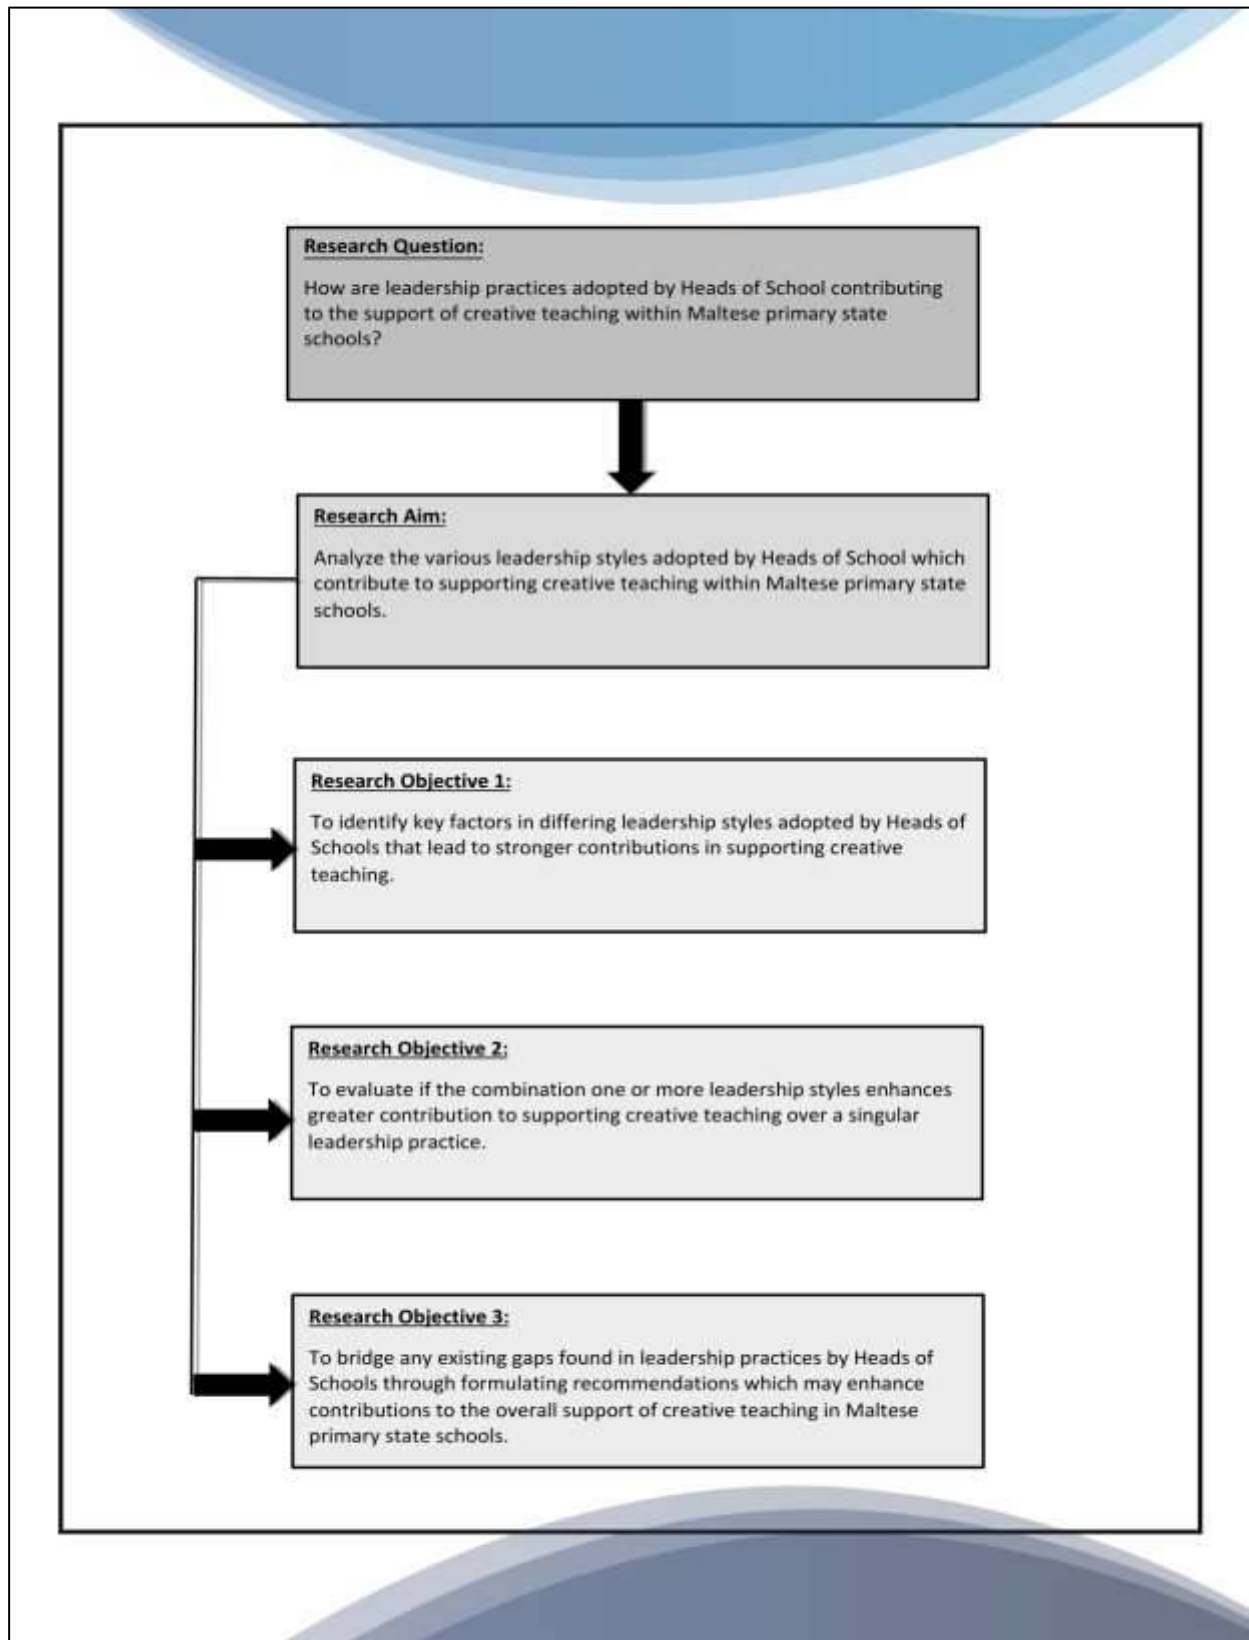 Research Question:
How are leadership practices adopted by Heads of School contributing
to the support of creative teaching within Maltese primary state
schools?
Research Aim:
Analyze the various leadership styles adopted by Heads of School which
contribute to supporting creative teaching within Maltese primary state
schools.
Research Objective 1:
To identify key factors in differing leadership styles adopted by Heads of
Schools that lead to stronger contributions in supporting creative
teaching.
Research Objective 2:
To evaluate if the combination one or more leadership styles enhances
greater contribution to supporting creative teaching over a singular
leadership practice.
Research Objective 3:
To bridge any existing gaps found in leadership practices by Heads of
Schools through formulating recommendations which may enhance
contributions to the overall support of creative teaching in Maltese
primary state schools.